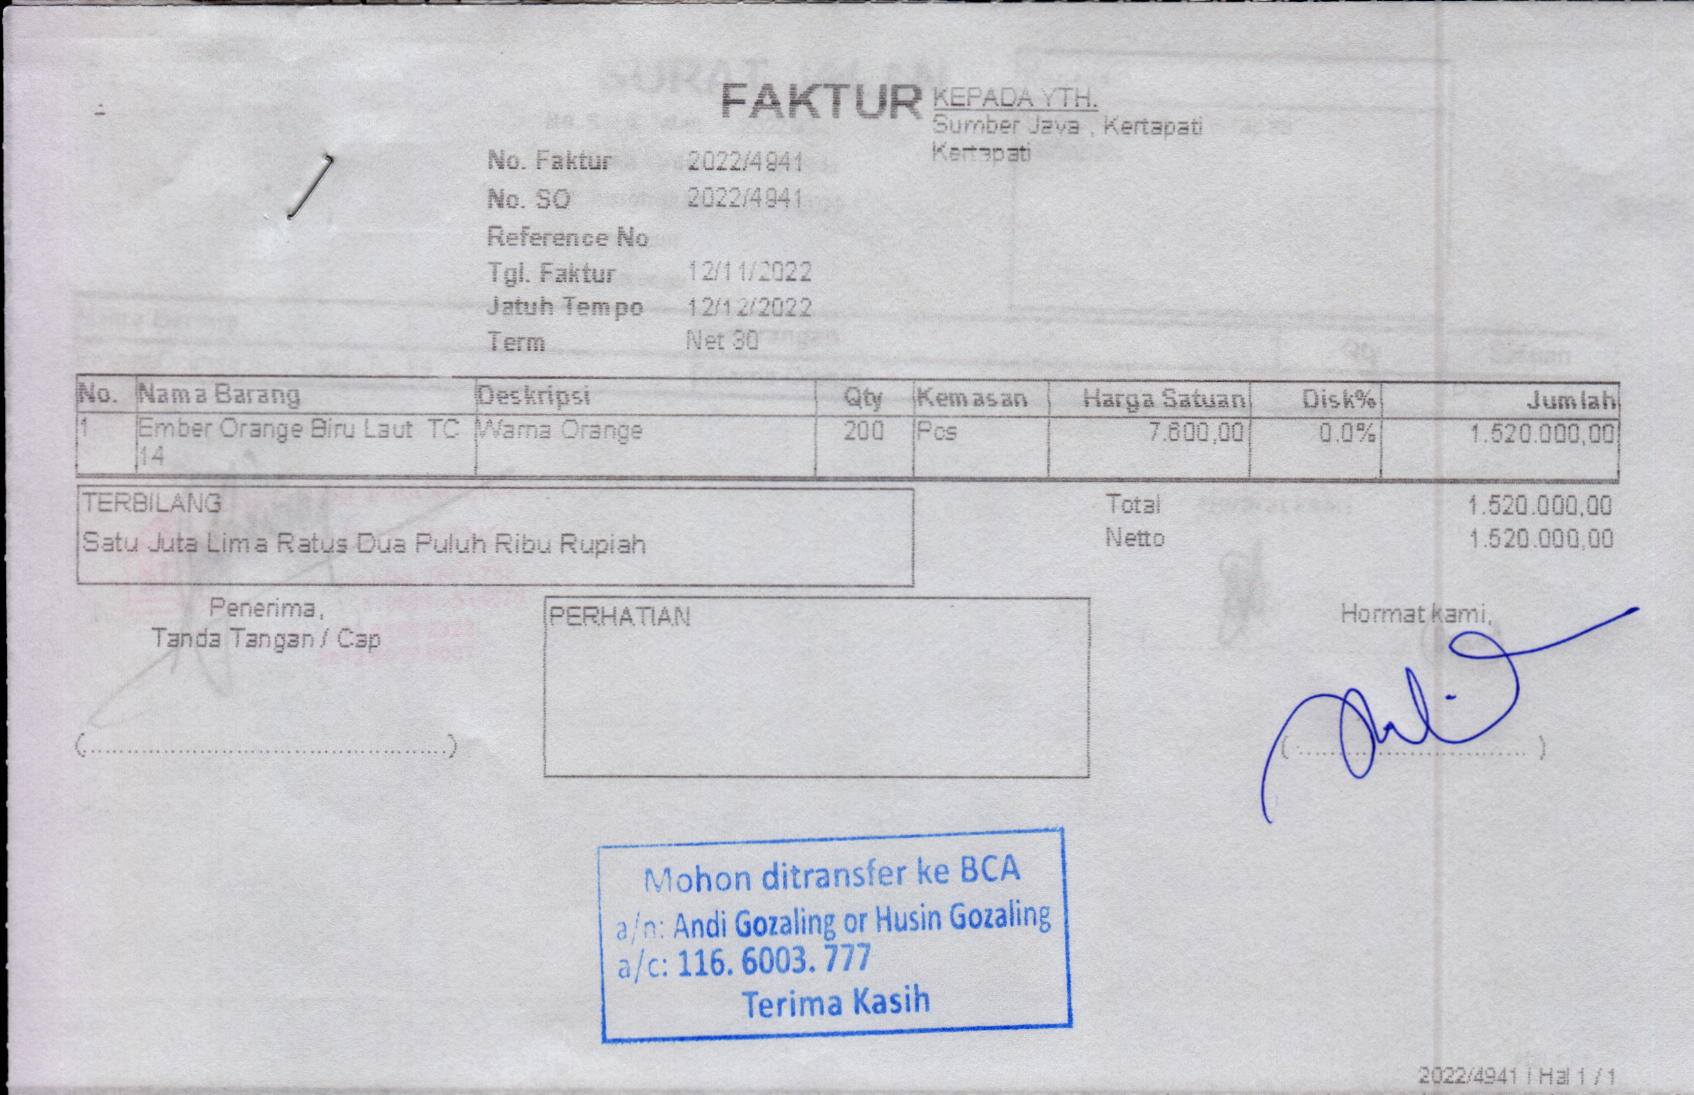 FAKTUR
KEPADA YTH.
Sumber Jaya , Kertapati
Kertapati
No. Faktur 2022/4941
No. SO 2022/4941
Reference No
Tgl. Faktur 12/11/2022
Jatuh Tempo 12/12/2022
Term Net 30
No. Nama Barang Deskripsi Qty Kemasan Harga Satuan Disk% Jumlah
1 Ember Orange Biru Laut TC Warna Orange 200 Pcs 7.600,00 0.0% 1.520.000,00
14
TERBILANG Total 1.520.000,00
Satu Juta Lima Ratus Dua Puluh Ribu Rupiah Netto 1.520.000,00
Penerima, PERHATIAN Hormat kami,
Tanda Tangan / Cap
Mohon ditransfer ke BCA
a/n: Andi Gozaling or Husin Gozaling
a/c: 116. 6003. 777
Terima Kasih
2022/4941 | Hal 1 / 1